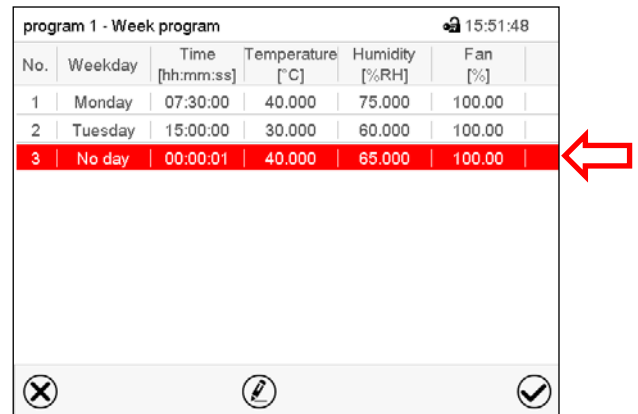 program 1 - Week program 15:51:48
No. Weekday Time [hh:mm:ss] Temperature [°C] Humidity [%RH] Fan [%]
1 Monday 07:30:00 40.000 75.000 100.00
2 Tuesday 15:00:00 30.000 60.000 100.00
3 No day 00:00:01 40.000 65.000 100.00